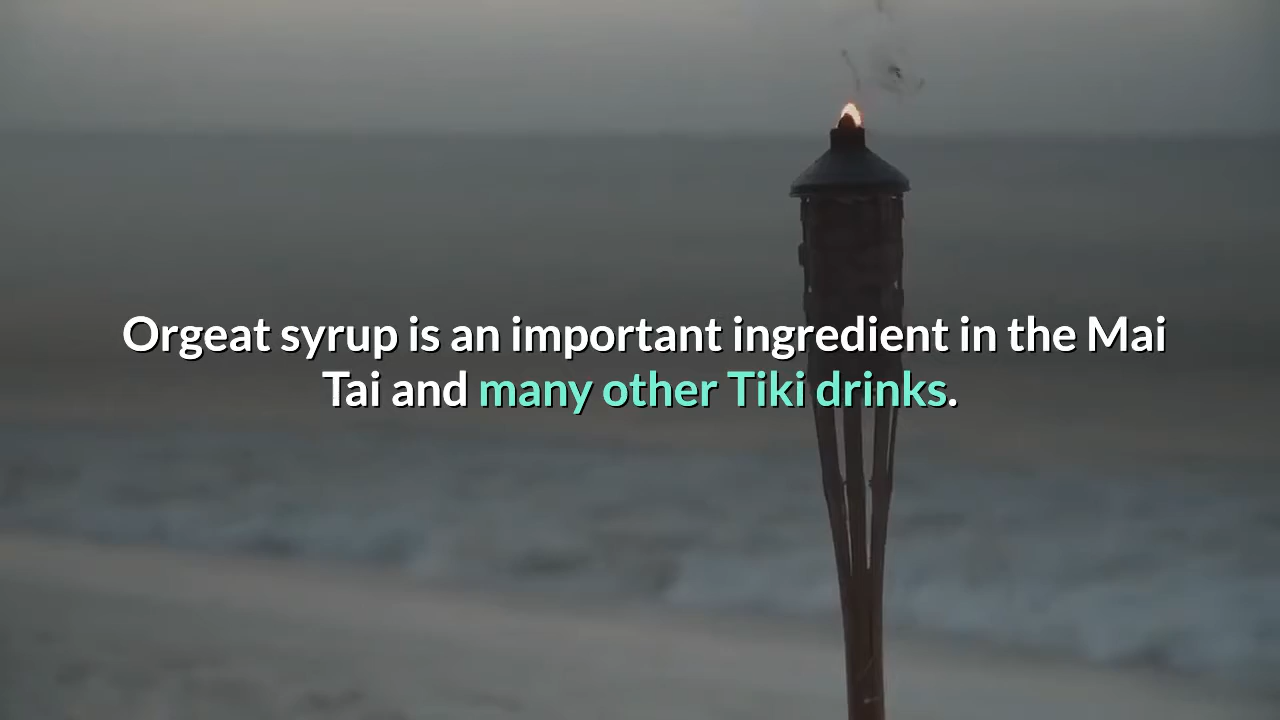 Orgeat syrup is an important ingredient in the Mai
Tai and many other Tiki drinks.